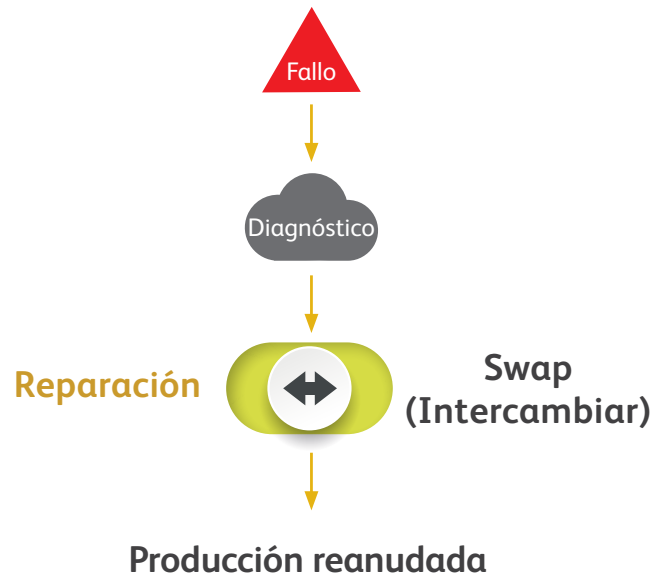 Fallo
Diagnóstico
Reparación
Swap
(Intercambiar)
Producción reanudada